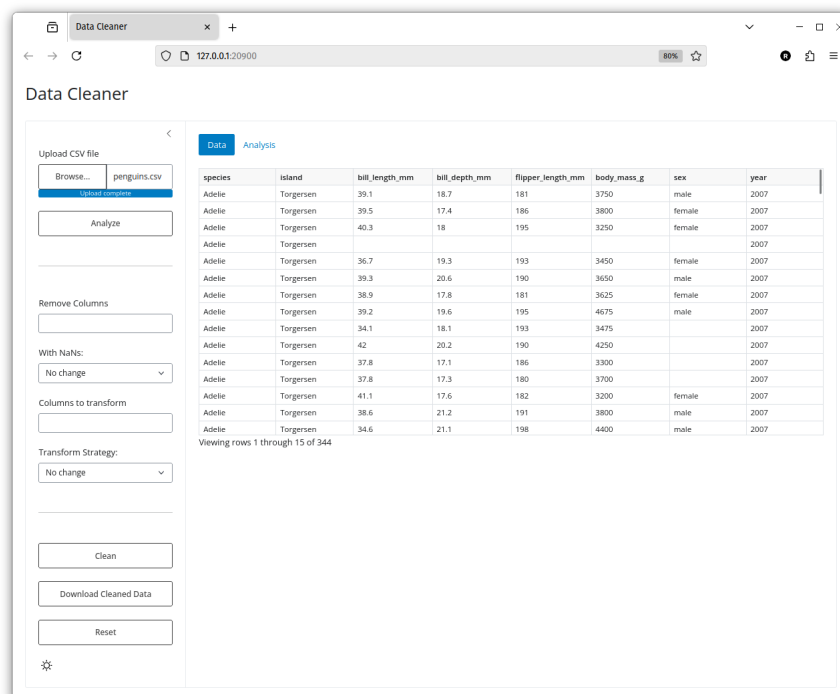 Data Cleaner
127.0.0.1:20900
80%
R
Data Cleaner
Upload CSV file
Browse... penguins.csv
Upload complete
Analyze
Remove Columns
With NaNs:
No change
Columns to transform
Transform Strategy:
No change
Clean
Download Cleaned Data
Reset
Data Analysis
species island bill_length_mm bill_depth_mm flipper_length_mm body_mass_g sex year
Adelie Torgersen 39.1 18.7 181 3750 male 2007
Adelie Torgersen 39.5 17.4 186 3800 female 2007
Adelie Torgersen 40.3 18 195 3250 female 2007
Adelie Torgersen 2007
Adelie Torgersen 36.7 19.3 193 3450 female 2007
Adelie Torgersen 39.3 20.6 190 3650 male 2007
Adelie Torgersen 38.9 17.8 181 3625 female 2007
Adelie Torgersen 39.2 19.6 195 4675 male 2007
Adelie Torgersen 34.1 18.1 193 3475 2007
Adelie Torgersen 42 20.2 190 4250 2007
Adelie Torgersen 37.8 17.1 186 3300 2007
Adelie Torgersen 37.8 17.3 180 3700 2007
Adelie Torgersen 41.1 17.6 182 3200 female 2007
Adelie Torgersen 38.6 21.2 191 3800 male 2007
Adelie Torgersen 34.6 21.1 198 4400 male 2007
Viewing rows 1 through 15 of 344